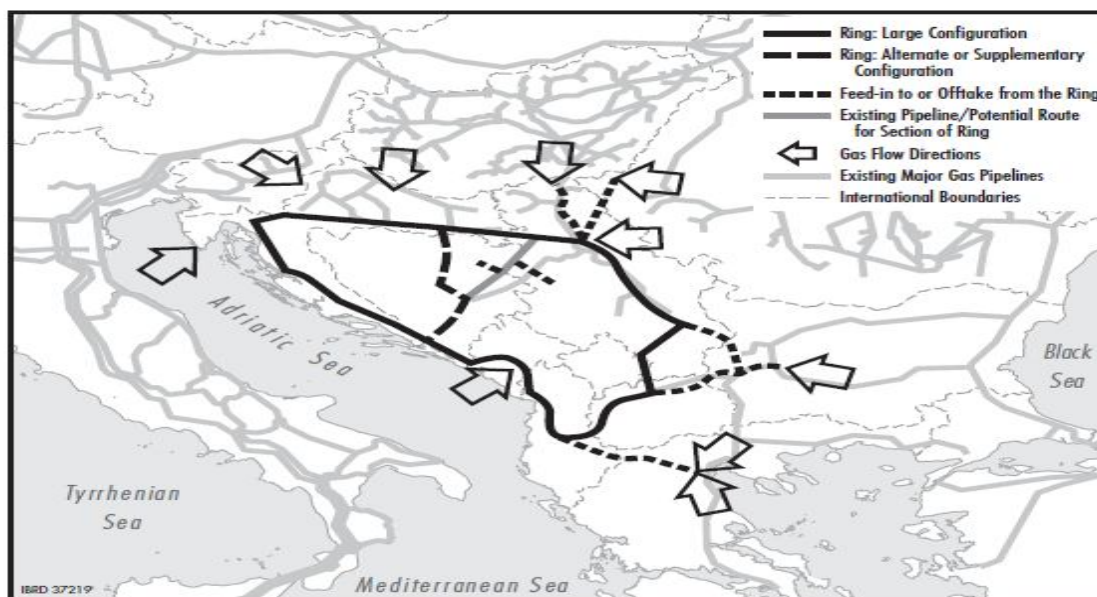 Ring: Large Configuration
Ring: Alternate or Supplementary
Configuration
Feed-in to or Offtake from the Ring
Existing Pipeline/Potential Route
for Section of Ring
Gas Flow Directions
Existing Major Gas Pipelines
International Boundaries
Adriatic Sea
Black
Sea
Tyrrhenian
Sea
Mediterranean Sea
IBRD 37219